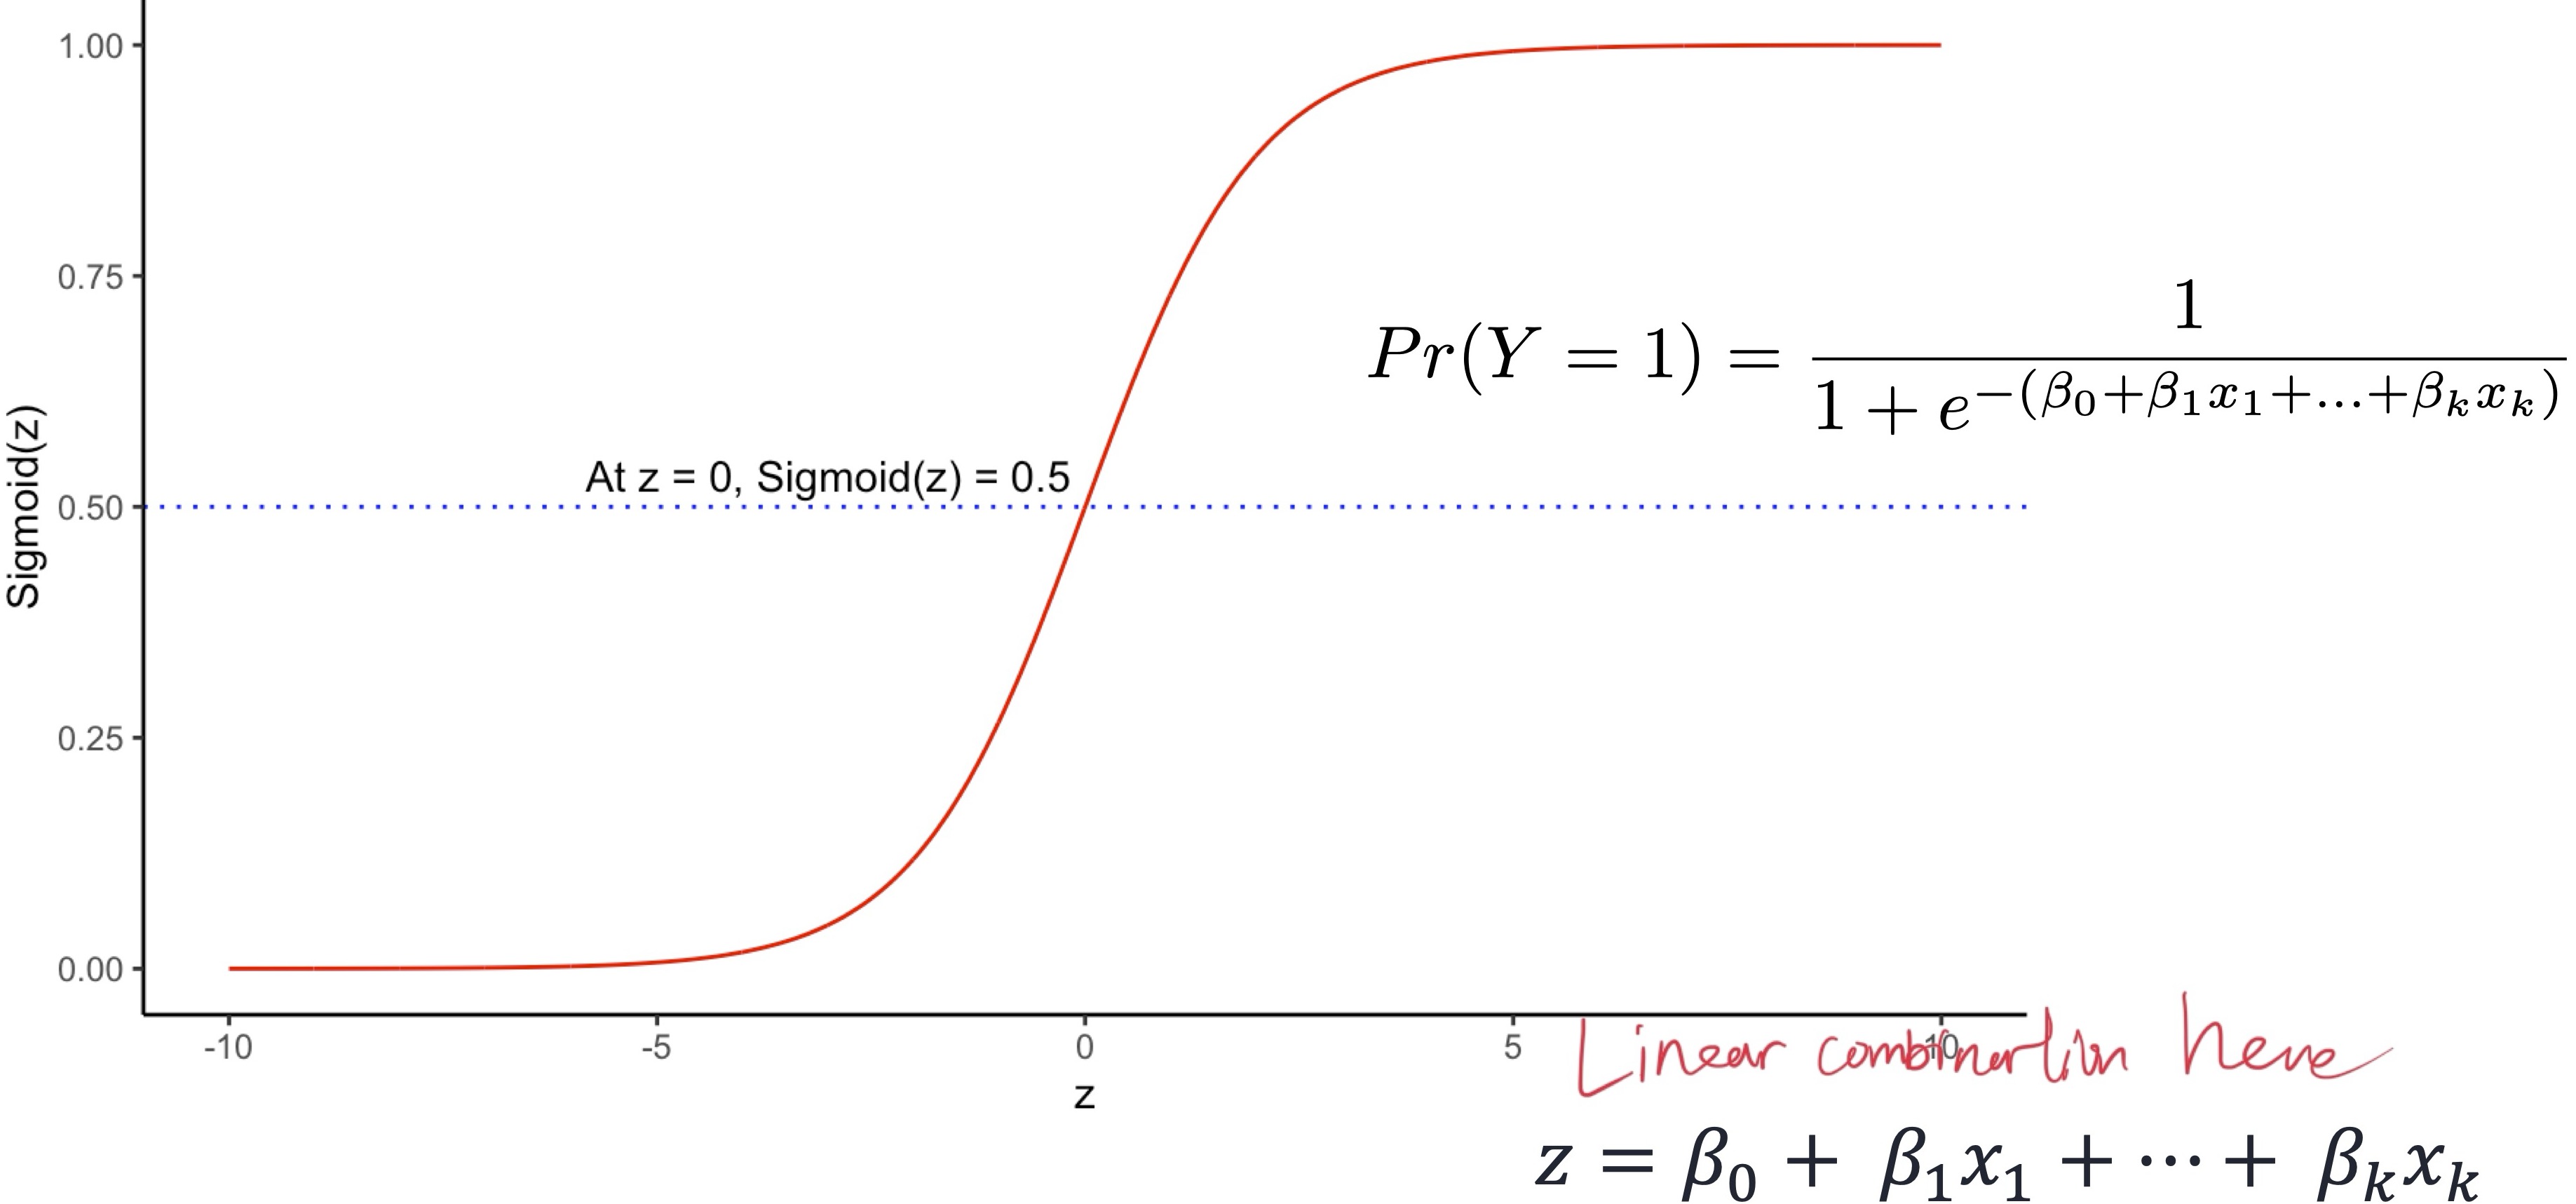 1.00
0.75
Pr(Y = 1) = 1 / (1 + e^{-(β₀+β₁x₁+...+βₖxₖ)})
At z = 0, Sigmoid(z) = 0.5
0.50
Sigmoid(z)
0.25
0.00
-10 -5 0 5 10
Linear combination here
z
z = β₀ + β₁x₁ + ⋯ + βₖxₖ